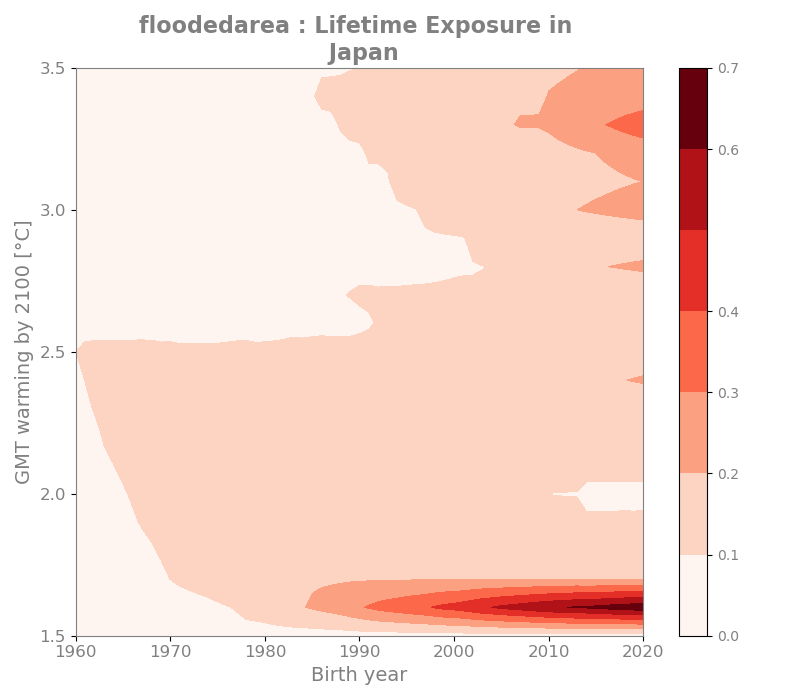 floodedarea : Lifetime Exposure in
Japan
GMT warming by 2100 [°C]
3.5
3.0
2.5
2.0
1.5
1960 1970 1980 1990 2000 2010 2020
Birth year
0.7
0.6
0.4
0.3
0.2
0.1
0.0